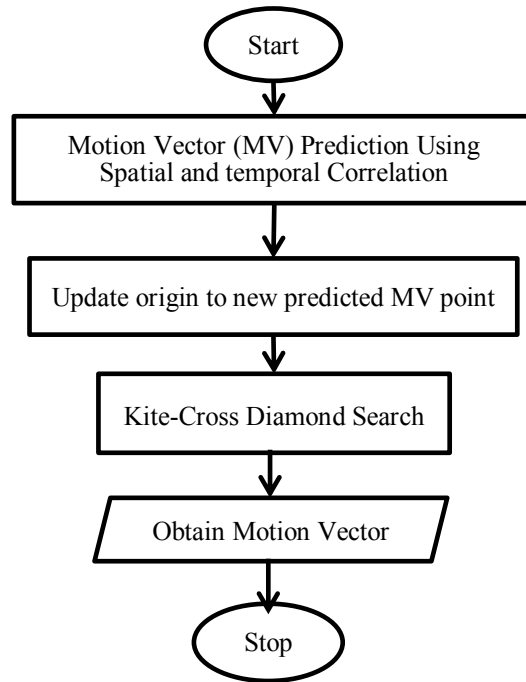 Start
Motion Vector (MV) Prediction Using
Spatial and temporal Correlation
Update origin to new predicted MV point
Kite-Cross Diamond Search
Obtain Motion Vector
Stop